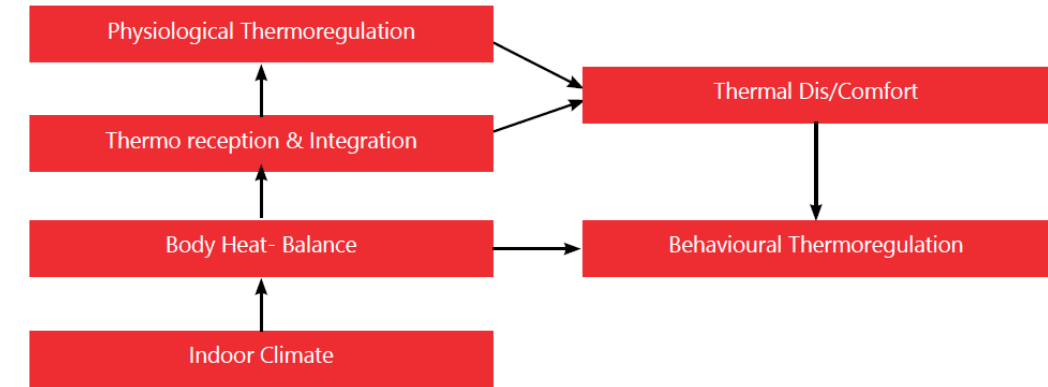 Physiological Thermoregulation
Thermo reception & Integration
Body Heat- Balance
Indoor Climate
Thermal Dis/Comfort
Behavioural Thermoregulation